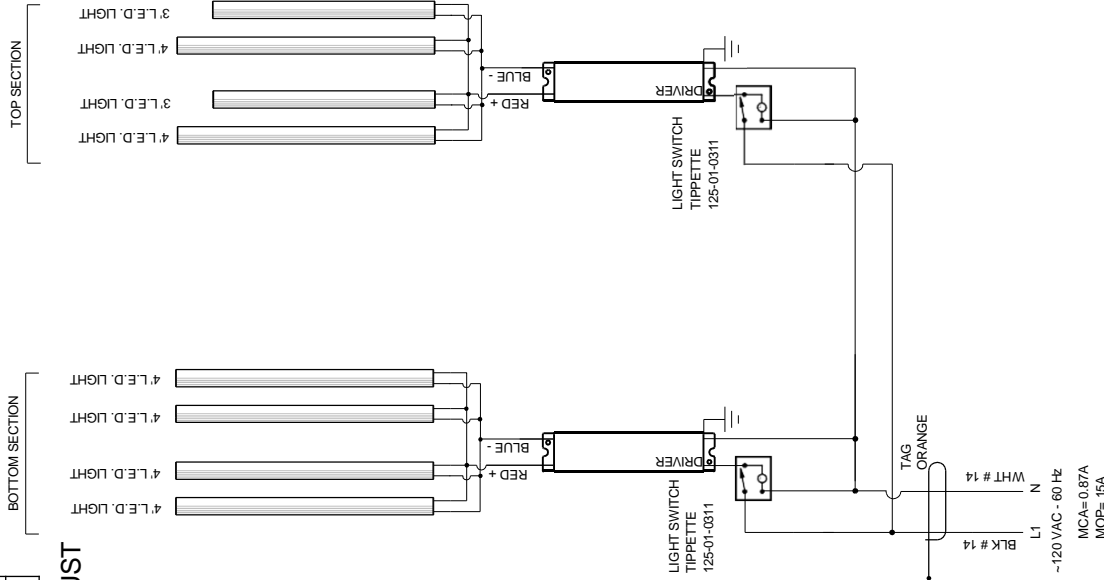 TOP SECTION
3' L.E.D. LIGHT
4' L.E.D. LIGHT
3' L.E.D. LIGHT
4' L.E.D. LIGHT
BLUE -
RED +
DRIVER
LIGHT SWITCH
TIPPETTE
125-01-0311
BOTTOM SECTION
4' L.E.D. LIGHT
4' L.E.D. LIGHT
4' L.E.D. LIGHT
4' L.E.D. LIGHT
BLUE -
RED +
DRIVER
LIGHT SWITCH
TIPPETTE
125-01-0311
TAG
ORANGE
WHT # 14
N
BLK # 14
L1
~120 VAC - 60 Hz
MCA= 0.87A
MOP= 15A